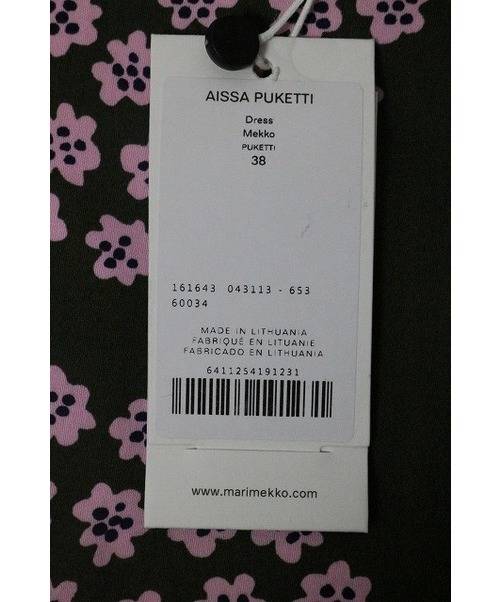 AISSA PUKETTI
Dress
Mekko
PUKETTI
38
161643 043113 - 653
60034
MADE IN LITHUANIA
FABRIQUÉ EN LITUANIE
FABRICADO EN LITHUANIA
6411254191231
www.marimekko.com